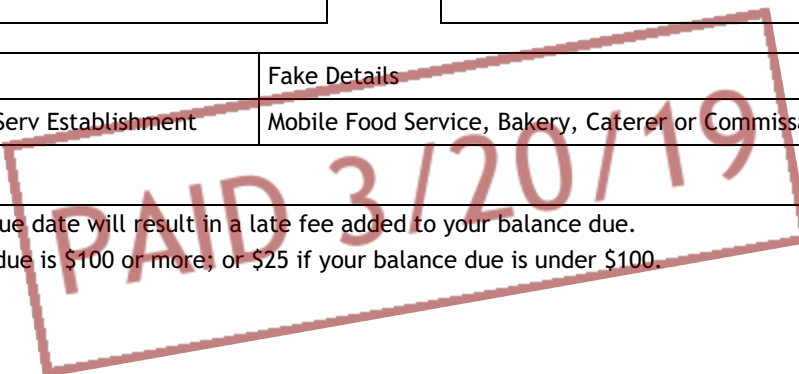 Fake Details
Serv Establishment
Mobile Food Service, Bakery, Caterer or
PAID 3/20/19
date will result in a late fee added to your balance due.
due is $100 or more; or $25 if your balance due is under $100.